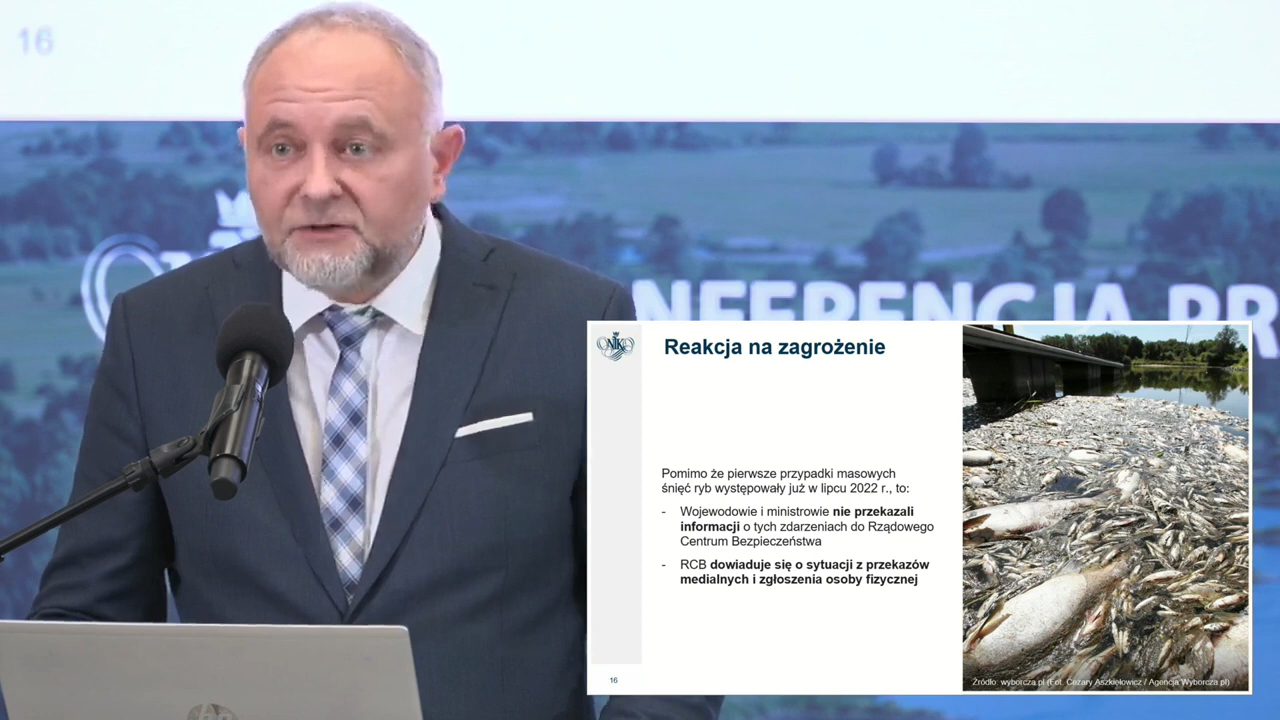 16
NFERENCJA PR
NIK
Reakcja na zagrożenie
Pomimo że pierwsze przypadki masowych
śnięć ryb występowały już w lipcu 2022 r., to:
- Wojewodowie i ministrowie nie przekazali
informacji o tych zdarzeniach do Rządowego
Centrum Bezpieczeństwa
- RCB dowiaduje się o sytuacji z przekazów
medialnych i zgłoszenia osoby fizycznej
16
Źródło: wyborcza.pl (Fot. Cezary Aszkiełowicz / Agencja Wyborcza.pl)